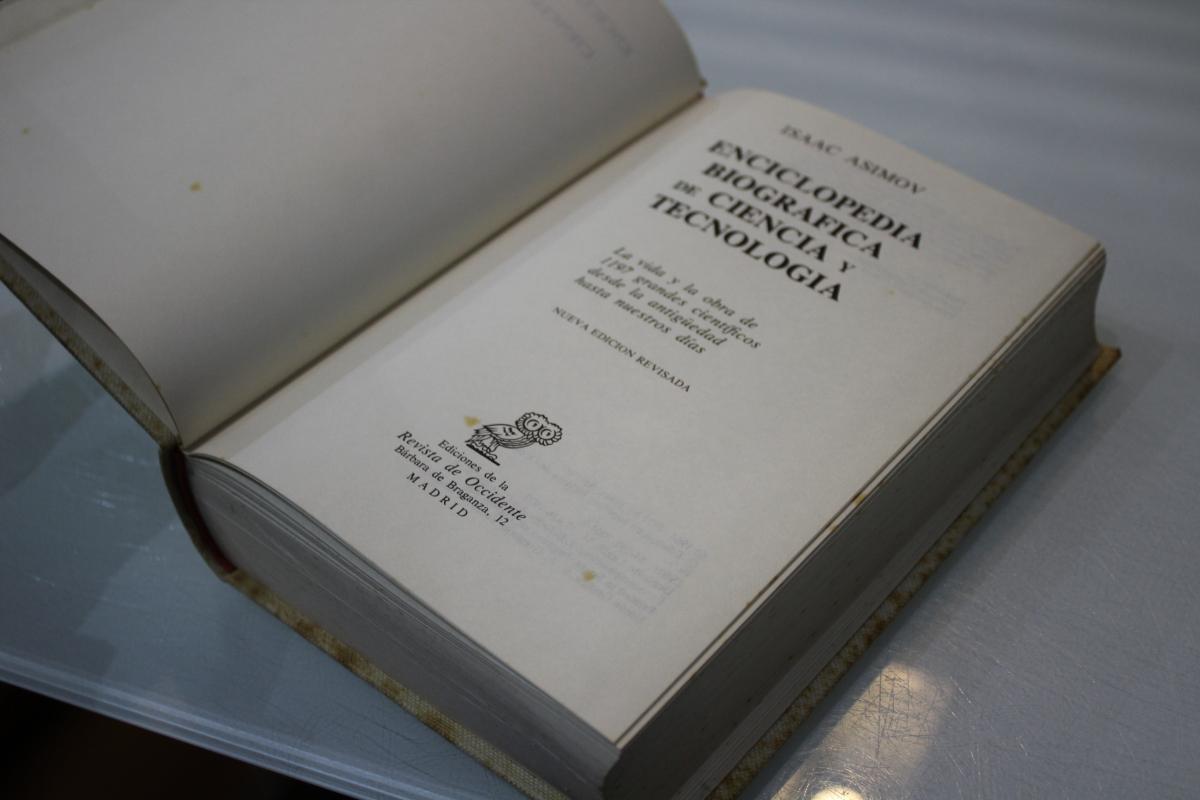 ISAAC ASIMOV
ENCICLOPEDIA
BIOGRAFICA
DE CIENCIA Y
TECNOLOGIA
La vida y la obra de
1197 grandes científicos
desde la antigüedad
hasta nuestros días
NUEVA EDICION REVISADA
Ediciones de la
Revista de Occidente
Bárbara de Braganza, 12
MADRID